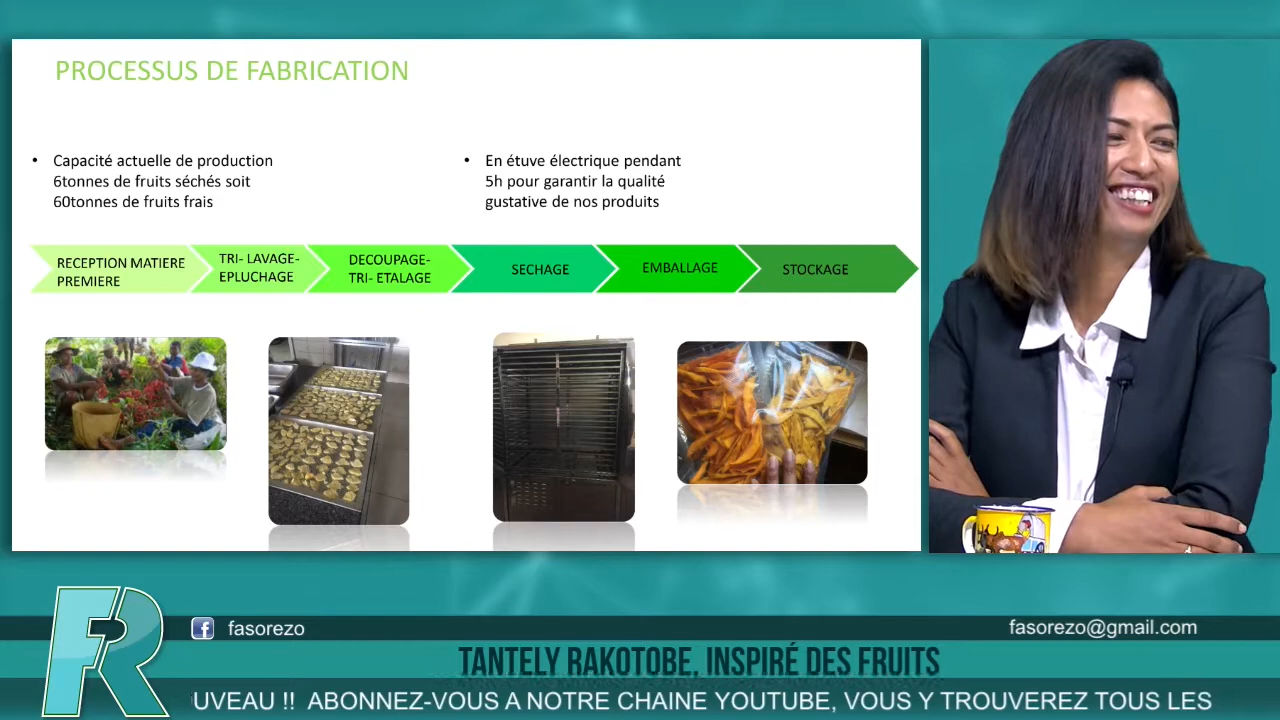 PROCESSUS DE FABRICATION
• Capacité actuelle de production
6tonnes de fruits séchés soit
60tonnes de fruits frais
• En étuve électrique pendant
5h pour garantir la qualité
gustative de nos produits
RECEPTION MATIERE
PREMIERE
TRI- LAVAGE-
EPLUCHAGE
DECOUPAGE-
TRI- ETALAGE
SECHAGE
EMBALLAGE
STOCKAGE
FR
fasorezo
fasorezo@gmail.com
TANTELY RAKOTOBE, INSPIRÉ DES FRUITS
UVEAU !! ABONNEZ-VOUS A NOTRE CHAINE YOUTUBE, VOUS Y TROUVEREZ TOUS LES